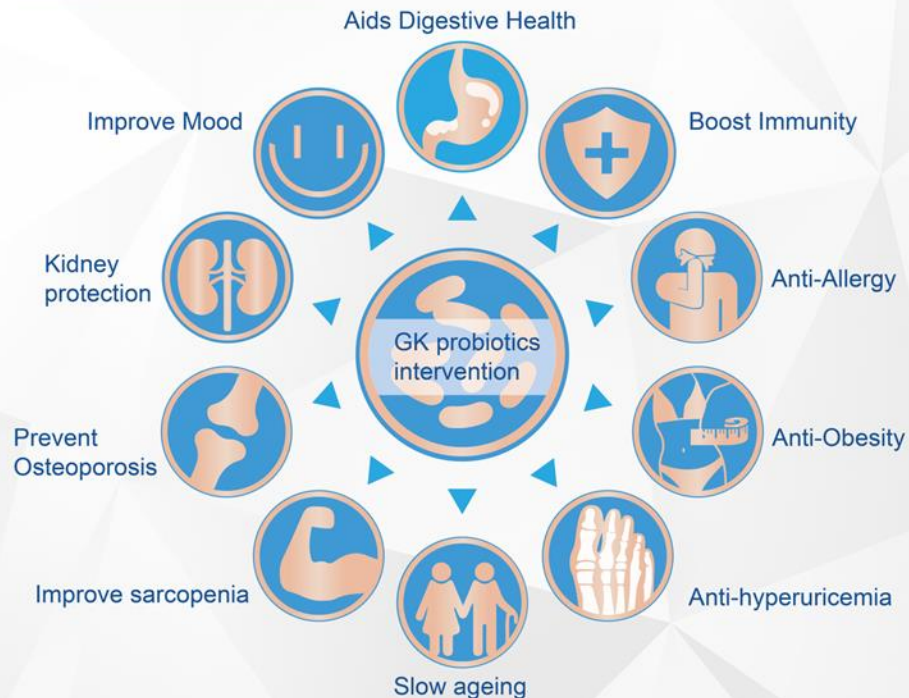 Aids Digestive Health
Improve Mood
Boost Immunity
Kidney
protection
Anti-Allergy
GK probiotics
intervention
Prevent
Osteoporosis
Anti-Obesity
Improve sarcopenia
Anti-hyperuricemia
Slow ageing